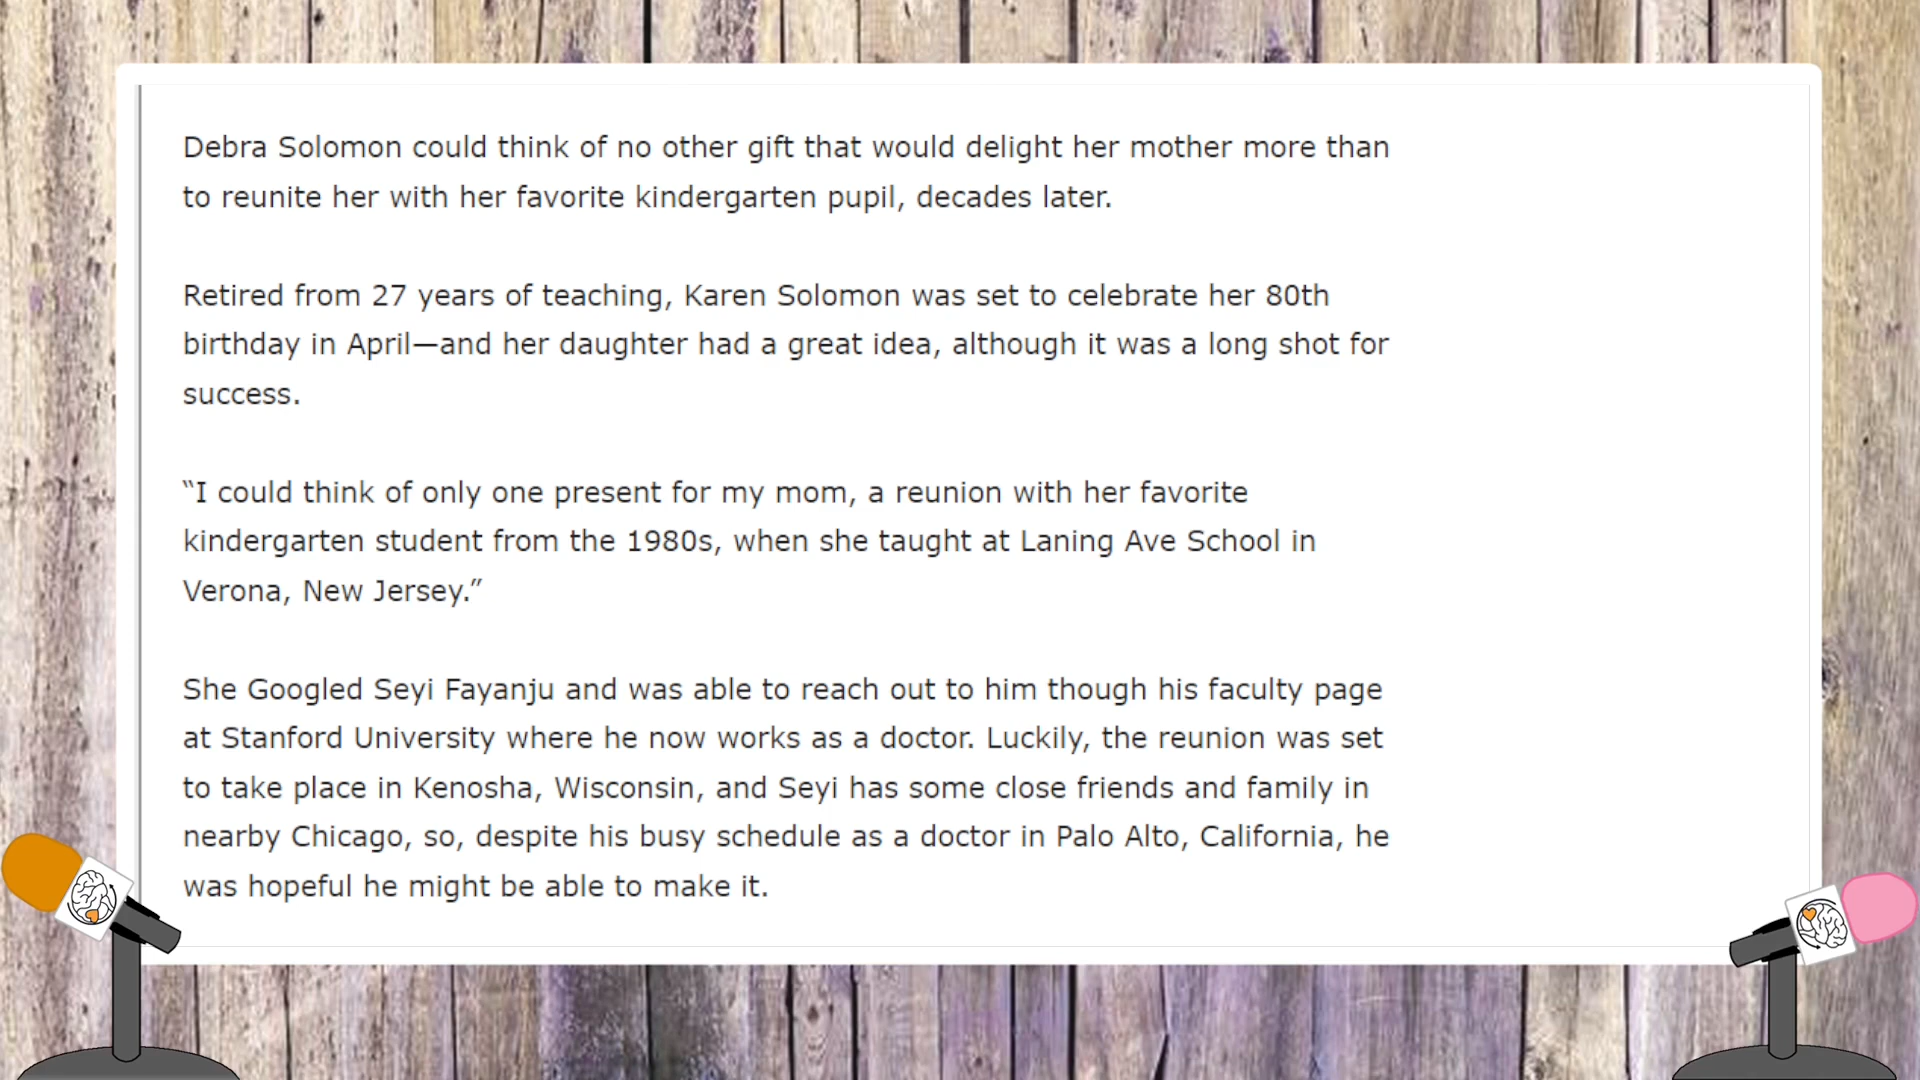 Debra Solomon could think of no other gift that would delight her mother more than
to reunite her with her favorite kindergarten pupil, decades later.
Retired from 27 years of teaching, Karen Solomon was set to celebrate her 80th
birthday in April—and her daughter had a great idea, although it was a long shot for
success.
“I could think of only one present for my mom, a reunion with her favorite
kindergarten student from the 1980s, when she taught at Laning Ave School in
Verona, New Jersey.”
She Googled Seyi Fayanju and was able to reach out to him though his faculty page
at Stanford University where he now works as a doctor. Luckily, the reunion was set
to take place in Kenosha, Wisconsin, and Seyi has some close friends and family in
nearby Chicago, so, despite his busy schedule as a doctor in Palo Alto, California, he
was hopeful he might be able to make it.